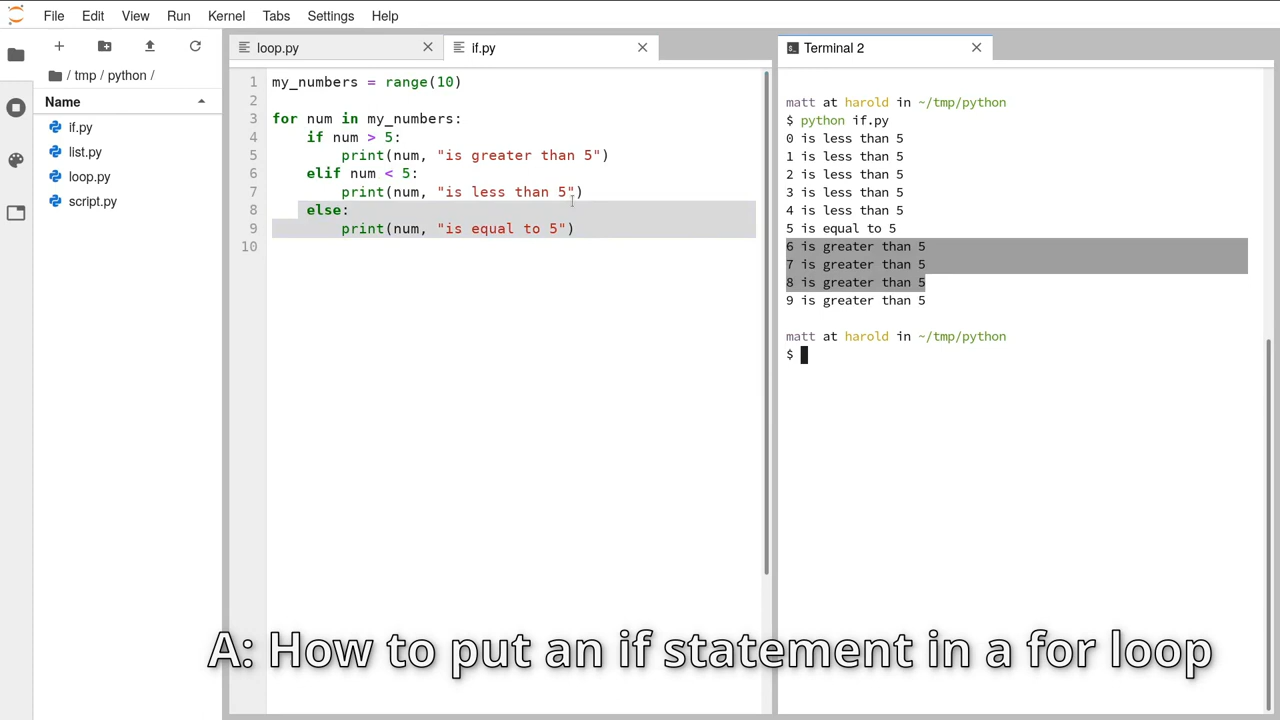 File Edit View Run Kernel Tabs Settings Help
/ tmp / python /
Name
if.py
list.py
loop.py
script.py
loop.py
if.py
1 my_numbers = range(10)
2
3 for num in my_numbers:
4     if num > 5:
5         print(num, "is greater than 5")
6     elif num < 5:
7         print(num, "is less than 5")
8     else:
9         print(num, "is equal to 5")
10
Terminal 2
matt at harold in ~/tmp/python
$ python if.py
0 is less than 5
1 is less than 5
2 is less than 5
3 is less than 5
4 is less than 5
5 is equal to 5
6 is greater than 5
7 is greater than 5
8 is greater than 5
9 is greater than 5
matt at harold in ~/tmp/python
$
A: How to put an if statement in a for loop